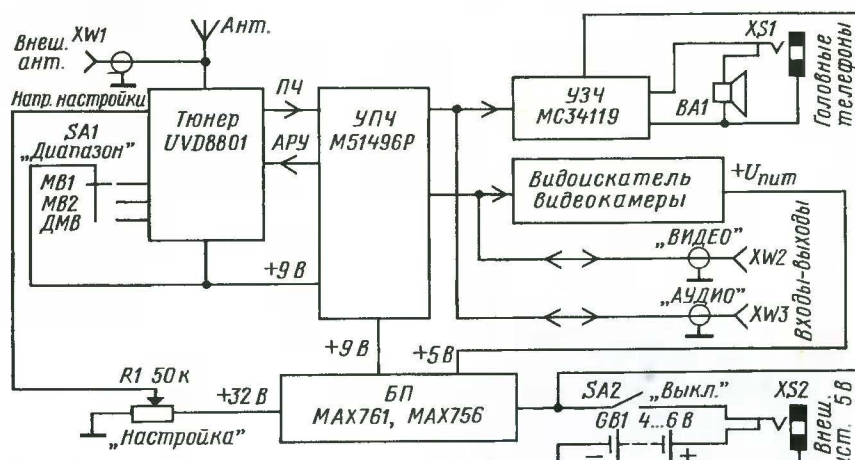 Внеш. XW1
ант.
Ант.
Напр. настройки
Тюнер
UVD8801
SA1
„Диапазон"
МВ1
МВ2
ДМВ
ПЧ
АРУ
УПЧ
M51496P
УЗЧ
MC34119
XS1
BA1
Головные
телефоны
Видоискатель
видеокамеры
+Uпит
„ВИДЕО"
XW2
„АУДИО"
XW3
Входы-выходы
+9 В
+9 В
+5 В
R1 50 к
+32 В
„Настройка"
БП
MAX761, MAX756
SA2 „Выкл."
GB1 4...6 В
− +
XS2
Внеш.
ист. 5 В